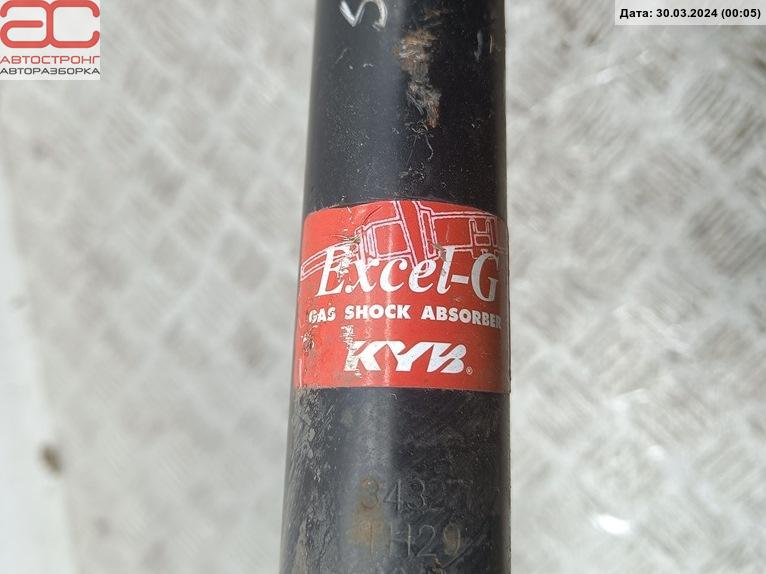 Дата: 30.03.2024 (00:05)
АС
АВТОСТРОНГ
АВТОРАЗБОРКА
Excel-G
GAS SHOCK ABSORBER
KYB®